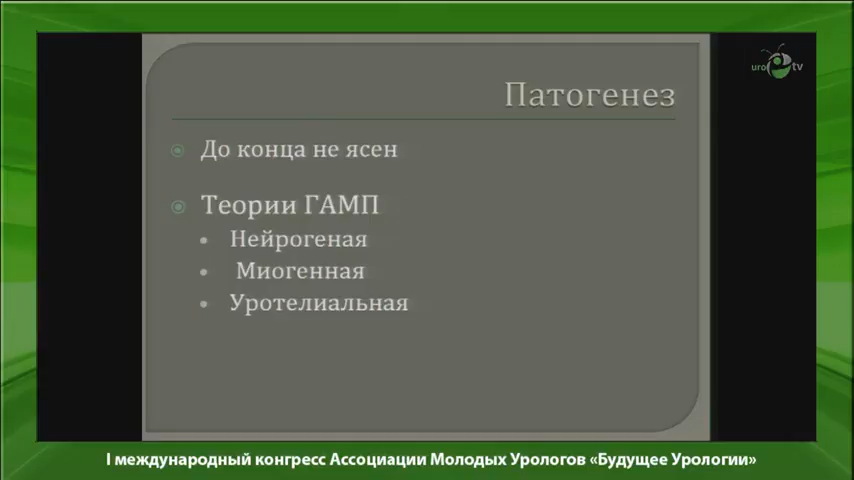 uro tv
Патогенез
До конца не ясен
Теории ГАМП
Нейрогеная
Миогенная
Уротелиальная
I международный конгресс Ассоциации Молодых Урологов «Будущее Урологии»